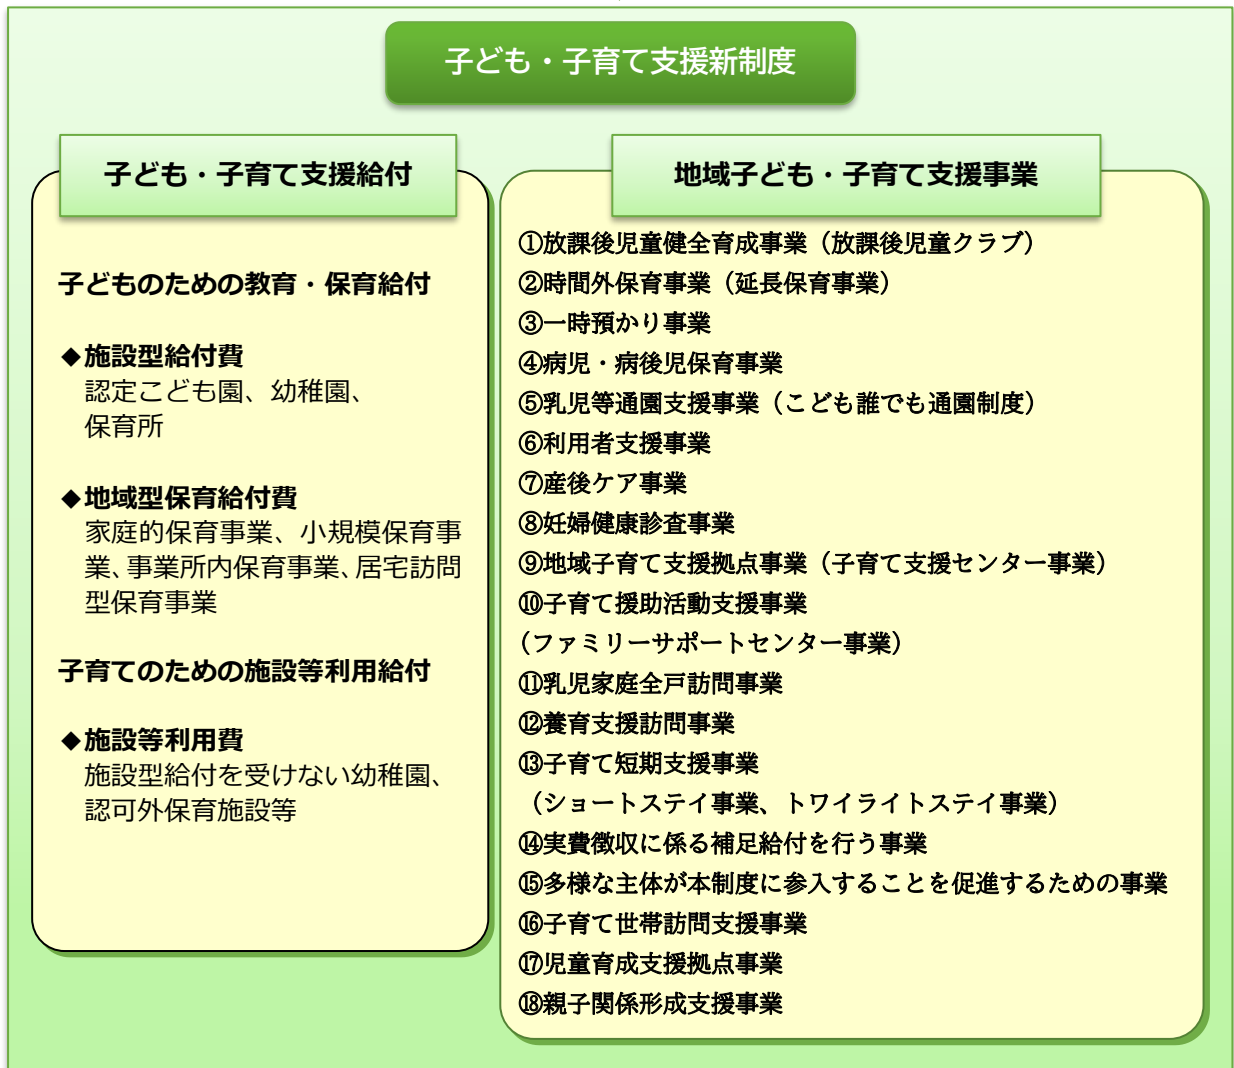 子ども・子育て支援新制度
子ども・子育て支援給付
子どものための教育・保育給付
◆施設型給付費
認定こども園、幼稚園、
保育所
◆地域型保育給付費
家庭的保育事業、小規模保育事
業、事業所内保育事業、居宅訪問
型保育事業
子育てのための施設等利用給付
◆施設等利用費
施設型給付を受けない幼稚園、
認可外保育施設等
地域子ども・子育て支援事業
①放課後児童健全育成事業（放課後児童クラブ）
②時間外保育事業（延長保育事業）
③一時預かり事業
④病児・病後児保育事業
⑤乳児等通園支援事業（こども誰でも通園制度）
⑥利用者支援事業
⑦産後ケア事業
⑧妊婦健康診査事業
⑨地域子育て支援拠点事業（子育て支援センター事業）
⑩子育て援助活動支援事業
（ファミリーサポートセンター事業）
⑪乳児家庭全戸訪問事業
⑫養育支援訪問事業
⑬子育て短期支援事業
（ショートステイ事業、トワイライトステイ事業）
⑭実費徴収に係る補足給付を行う事業
⑮多様な主体が本制度に参入することを促進するための事業
⑯子育て世帯訪問支援事業
⑰児童育成支援拠点事業
⑱親子関係形成支援事業